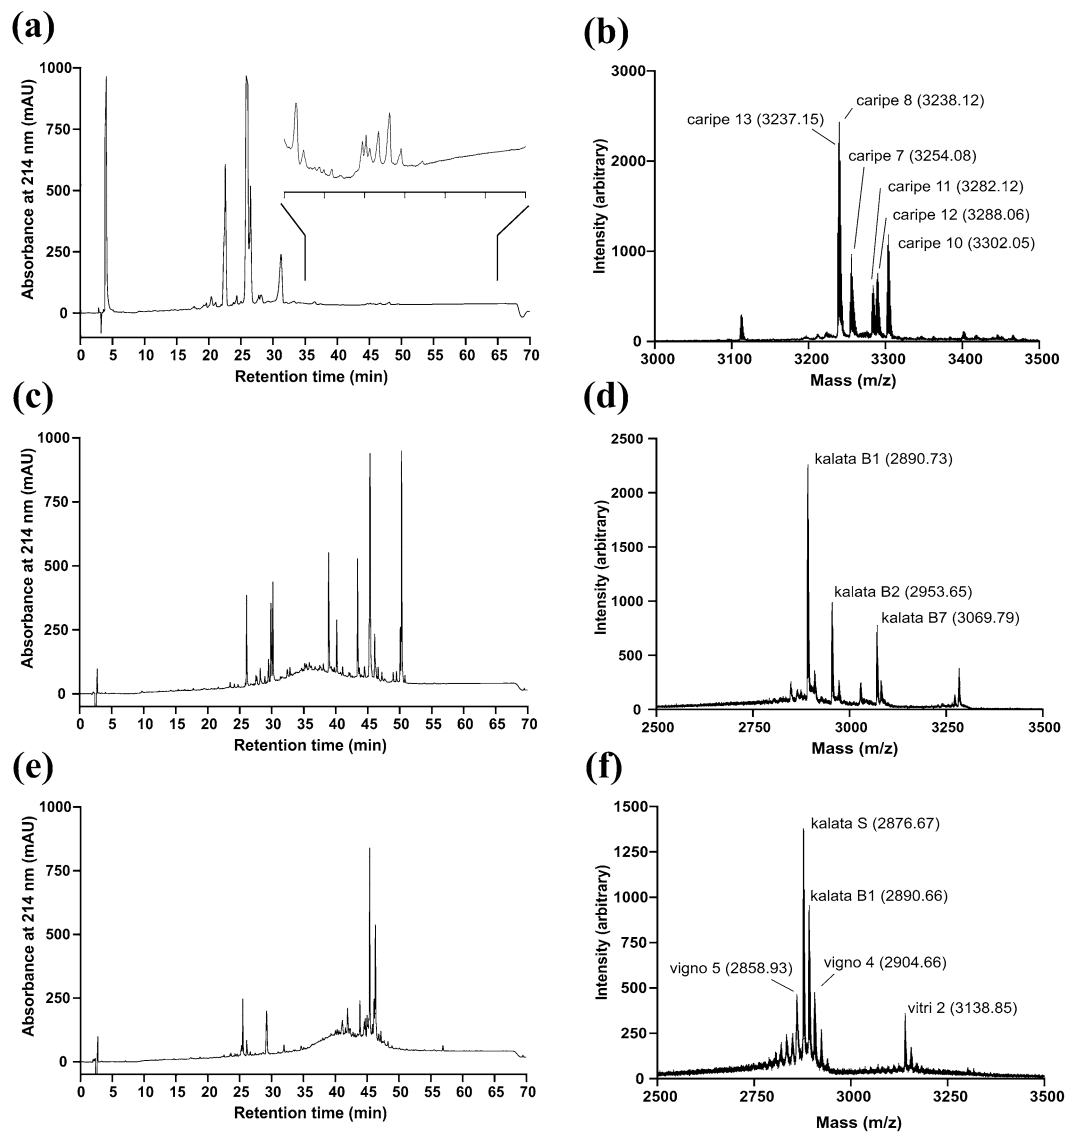 (a)
Absorbance at 214 nm (mAU)
1000
750
500
250
0
0 5 10 15 20 25 30 35 40 45 50 55 60 65 70
Retention time (min)
(b)
Intensity (arbitrary)
3000
2000
1000
0
caripe 8 (3238.12)
caripe 13 (3237.15)
caripe 7 (3254.08)
caripe 11 (3282.12)
caripe 12 (3288.06)
caripe 10 (3302.05)
3000 3100 3200 3300 3400 3500
Mass (m/z)
(c)
Absorbance at 214 nm (mAU)
1000
750
500
250
0
0 5 10 15 20 25 30 35 40 45 50 55 60 65 70
Retention time (min)
(d)
Intensity (arbitrary)
2500
2000
1500
1000
500
0
kalata B1 (2890.73)
kalata B2 (2953.65)
kalata B7 (3069.79)
2500 2750 3000 3250 3500
Mass (m/z)
(e)
Absorbance at 214 nm (mAU)
1000
750
500
250
0
0 5 10 15 20 25 30 35 40 45 50 55 60 65 70
Retention time (min)
(f)
Intensity (arbitrary)
1500
1250
1000
750
500
250
0
kalata S (2876.67)
kalata B1 (2890.66)
vigno 5 (2858.93)
vigno 4 (2904.66)
vitri 2 (3138.85)
2500 2750 3000 3250 3500
Mass (m/z)